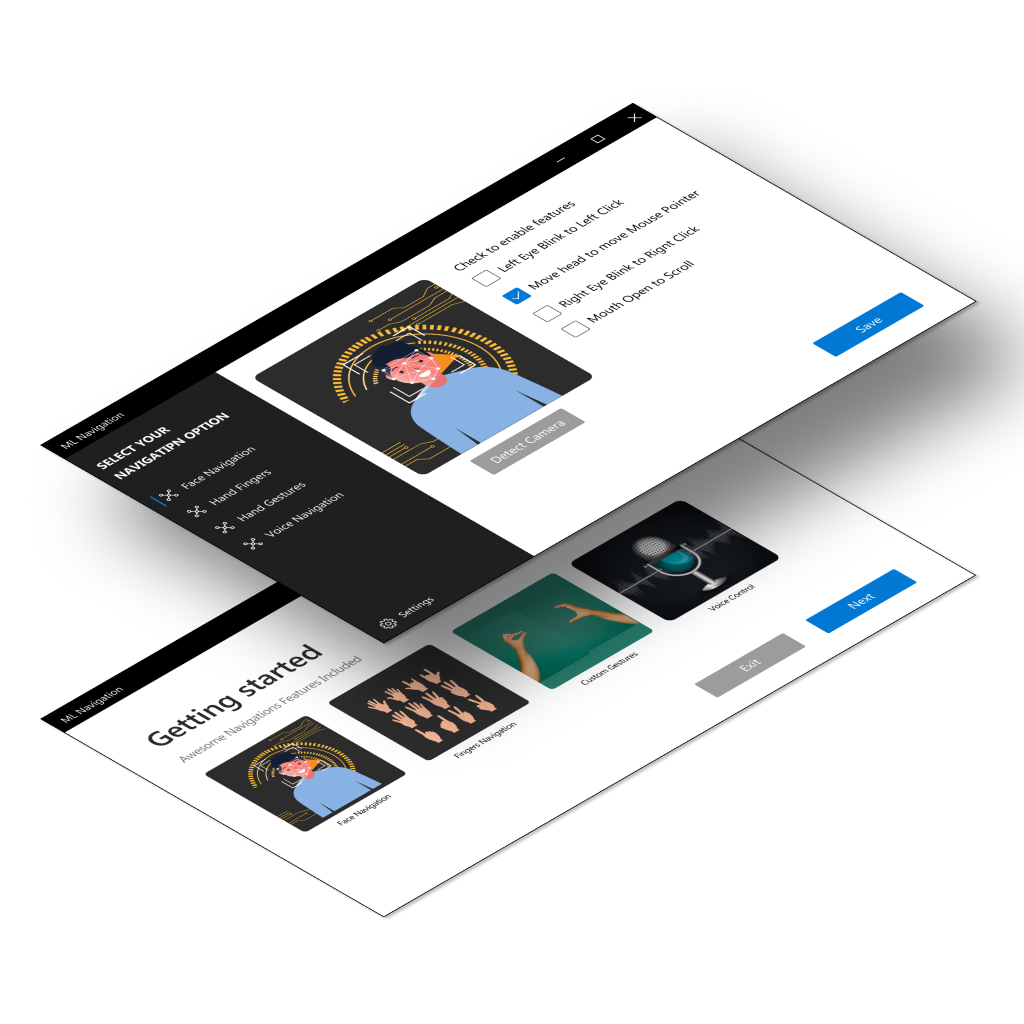 ML Navigation
SELECT YOUR
NAVIGATIPN OPTION
Face Navigation
Hand Fingers
Hand Gestures
Voice Navigation
Settings
Check to enable features
Left Eye Blink to Left Click
Move head to move Mouse Pointer
Right Eye Blink to Rignt Click
Mouth Open to Scroll
Detect Camera
Save
ML Navigation
Getting started
Awesome Navigations Features Included
Face Navigation
Fingers Navigation
Custom Gestures
Voice Control
Exit
Next